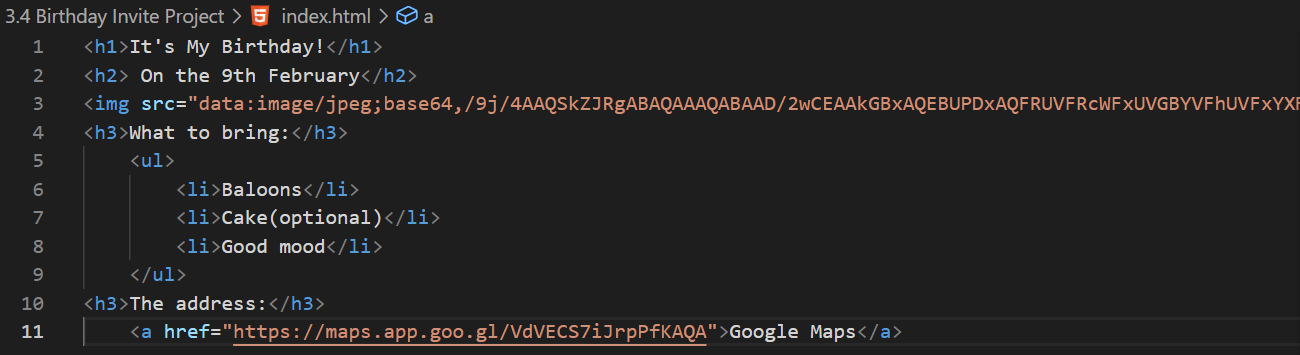 3.4 Birthday Invite Project > index.html > a
1 <h1>It's My Birthday!</h1>
2 <h2> On the 9th February</h2>
3 <img src="data:image/jpeg;base64,/9j/4AAQSkZJRgABAQAAAQABAAD/2wCEAAkGBxAQEBUPDxAQFRUVFRcWFxUVGBYVFhUVFxYXF
4 <h3>What to bring:</h3>
5 <ul>
6 <li>Baloons</li>
7 <li>Cake(optional)</li>
8 <li>Good mood</li>
9 </ul>
10 <h3>The address:</h3>
11 <a href="https://maps.app.goo.gl/VdVECS7iJrpPfKAQA">Google Maps</a>